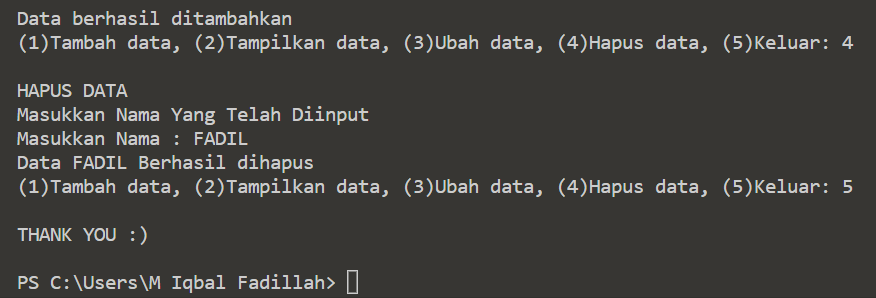 Data berhasil ditambahkan
(1)Tambah data, (2)Tampilkan data, (3)Ubah data, (4)Hapus data, (5)Keluar: 4
HAPUS DATA
Masukkan Nama Yang Telah Diinput
Masukkan Nama : FADIL
Data FADIL Berhasil dihapus
(1)Tambah data, (2)Tampilkan data, (3)Ubah data, (4)Hapus data, (5)Keluar: 5
THANK YOU :)
PS C:\Users\M Iqbal Fadillah>